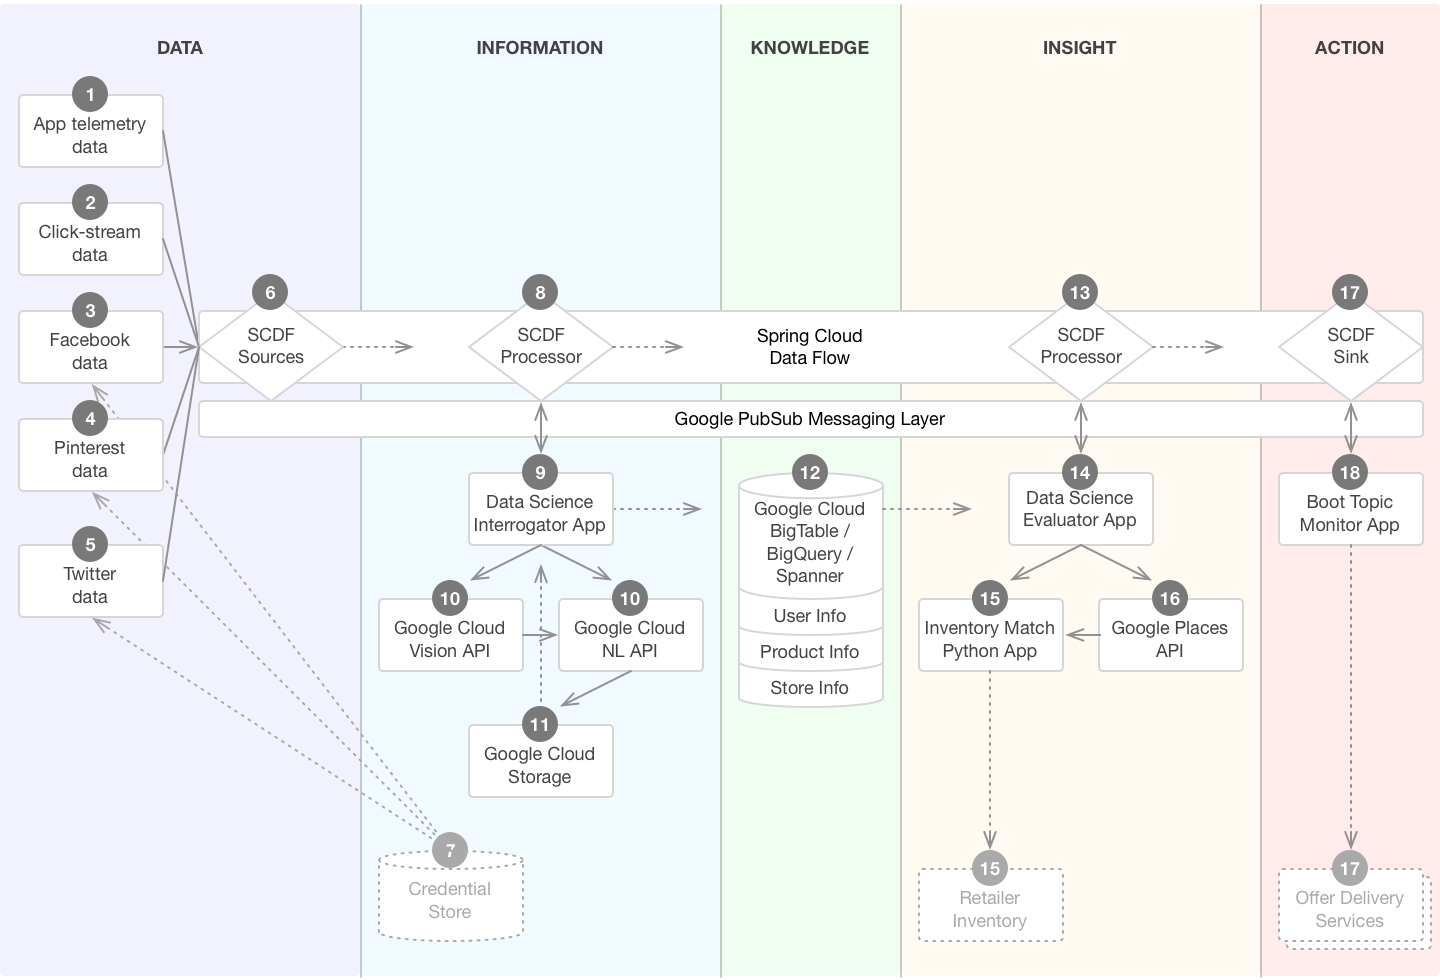 DATA
INFORMATION
KNOWLEDGE
INSIGHT
ACTION
1
App telemetry
data
2
Click-stream
data
3
Facebook
data
4
Pinterest
data
5
Twitter
data
6
SCDF
Sources
8
SCDF
Processor
Spring Cloud
Data Flow
13
SCDF
Processor
17
SCDF
Sink
Google PubSub Messaging Layer
9
Data Science
Interrogator App
10
Google Cloud
Vision API
10
Google Cloud
NL API
11
Google Cloud
Storage
7
Credential
Store
12
Google Cloud
BigTable /
BigQuery /
Spanner
User Info
Product Info
Store Info
14
Data Science
Evaluator App
15
Inventory Match
Python App
16
Google Places
API
15
Retailer
Inventory
18
Boot Topic
Monitor App
17
Offer Delivery
Services